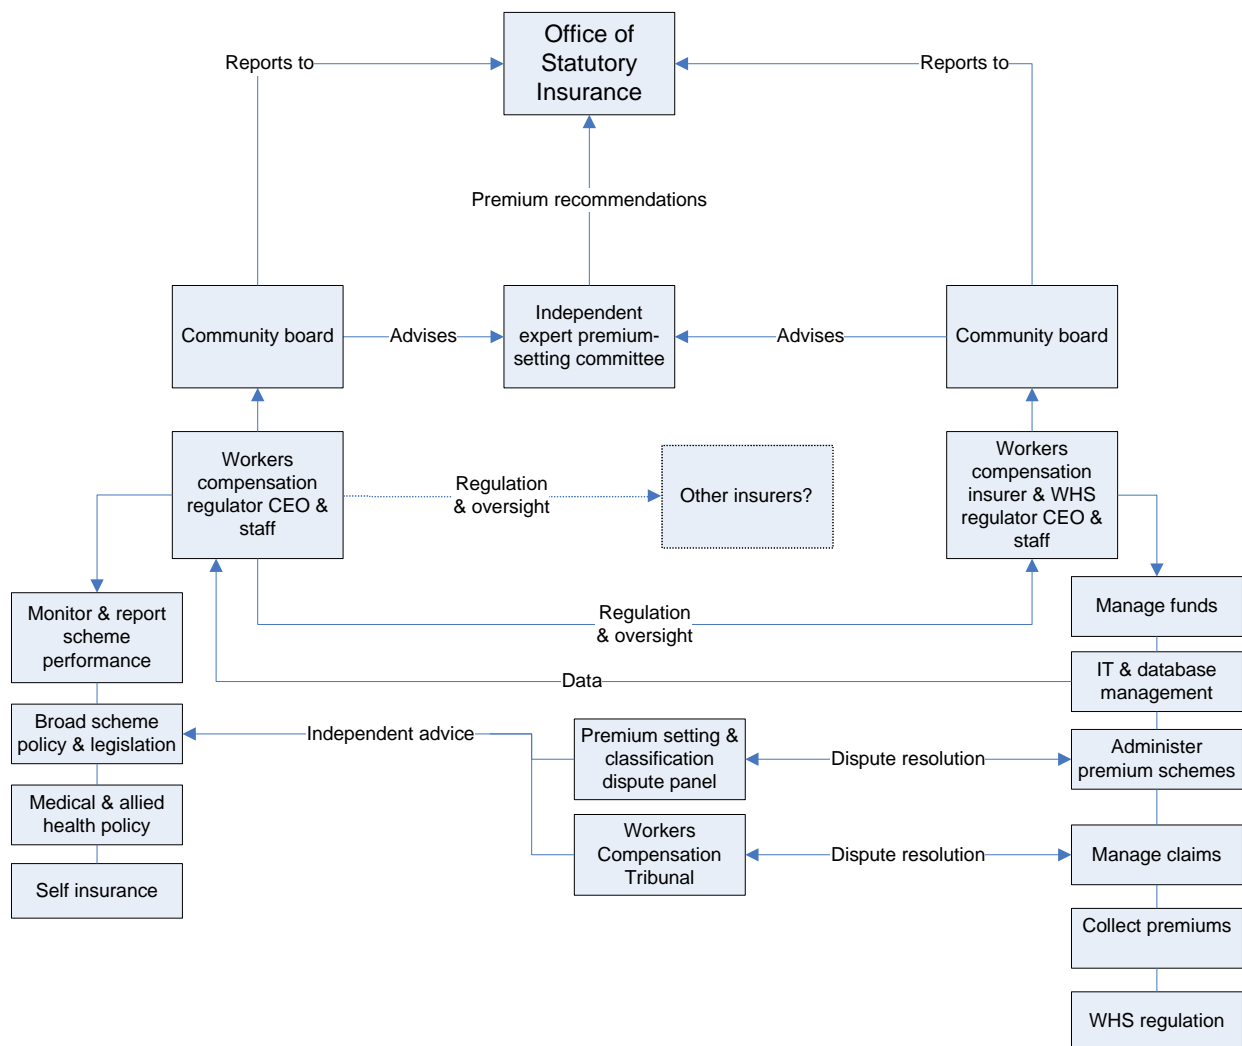 Office of
Statutory
Insurance
Reports to
Reports to
Premium recommendations
Community board
Advises
Independent
expert premium-
setting committee
Advises
Community board
Workers
compensation
regulator CEO &
staff
Regulation
& oversight
Other insurers?
Workers
compensation
insurer & WHS
regulator CEO &
staff
Monitor & report
scheme
performance
Regulation
& oversight
Manage funds
Data
IT & database
management
Broad scheme
policy & legislation
Independent advice
Premium setting &
classification
dispute panel
Dispute resolution
Administer
premium schemes
Medical & allied
health policy
Workers
Compensation
Tribunal
Dispute resolution
Manage claims
Self insurance
Collect premiums
WHS regulation